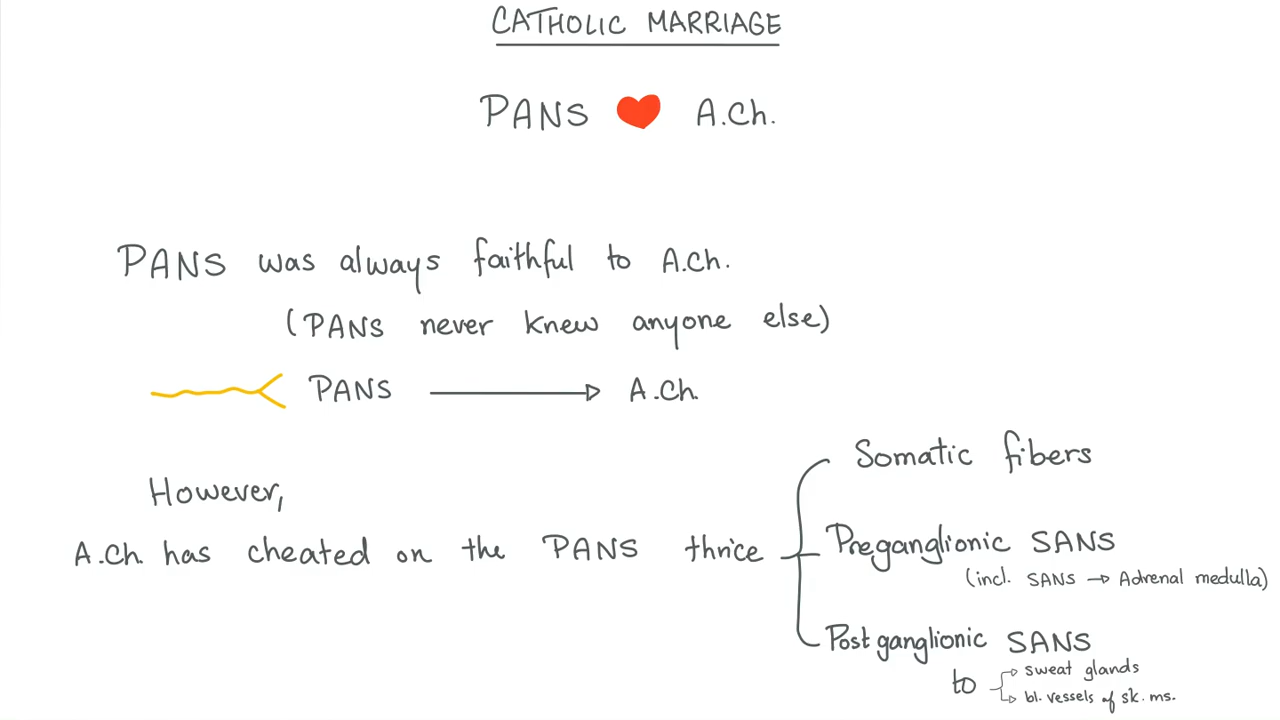 CATHOLIC MARRIAGE
PANS ❤ A.Ch.
PANS was always faithful to A.Ch.
(PANS never knew anyone else)
PANS → A.Ch.
However,
A.Ch. has cheated on the PANS thrice
Somatic fibers
Preganglionic SANS
(incl. SANS → Adrenal medulla)
Postganglionic SANS
to → sweat glands
→ bl. vessels of sk. ms.